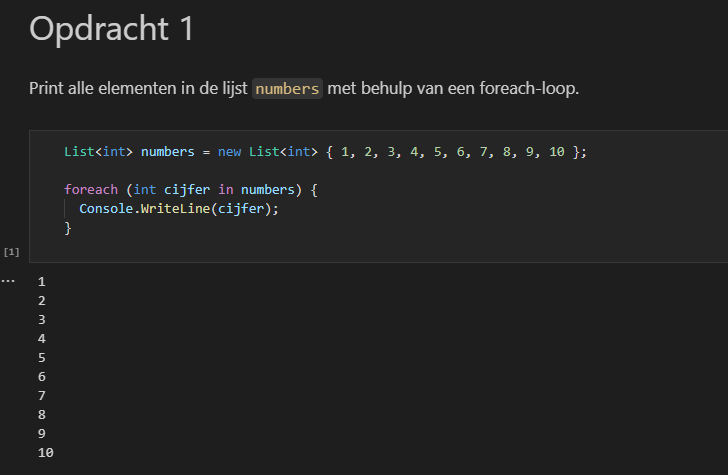 Opdracht 1
Print alle elementen in de lijst numbers met behulp van een foreach-loop.
List<int> numbers = new List<int> { 1, 2, 3, 4, 5, 6, 7, 8, 9, 10 };
foreach (int cijfer in numbers) {
  Console.WriteLine(cijfer);
}
[1]
...
1
2
3
4
5
6
7
8
9
10